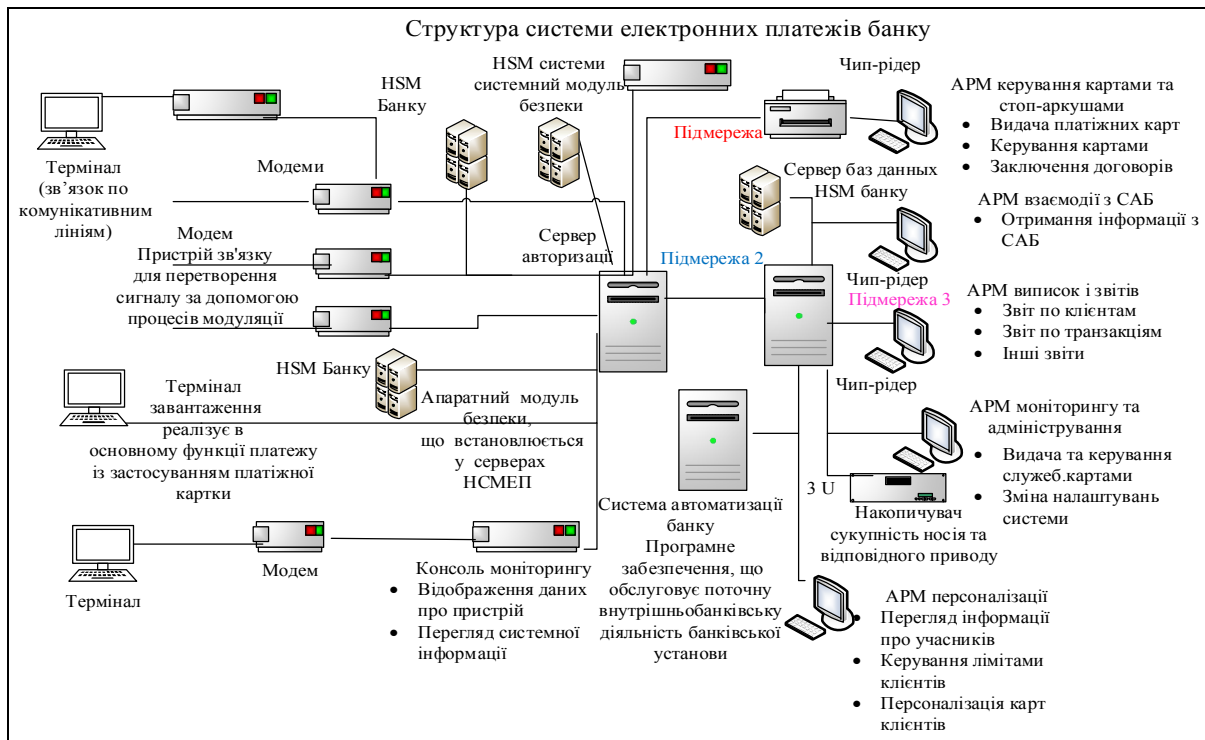 Структура системи електронних платежів банку
HSM
Банку
HSM системи
системний модуль
безпеки
Чип-рідер
АРМ керування картами та
стоп-аркушами
• Видача платіжних карт
• Керування картами
• Заключення договорів
Підмережа
Термінал
(зв’язок по
комунікативним
лініям)
Модеми
Сервер баз данных
HSM банку
АРМ взаємодії з САБ
• Отримання інформації з
САБ
Модем
Пристрій зв'язку
для перетворення
сигналу за допомогою
процесів модуляції
Сервер
авторизації
Підмережа 2
Чип-рідер
Підмережа 3
АРМ виписок і звітів
• Звіт по клієнтам
• Звіт по транзакціям
• Інші звіти
HSM Банку
Чип-рідер
Термінал
завантаження
реалізує в
основному функції платежу
із застосуванням платіжної
картки
Апаратний модуль
безпеки,
що встановлюється
у серверах
НСМЕП
АРМ моніторингу та
адміністрування
• Видача та керування
служеб.картами
• Зміна налаштувань
системи
3 U
Накопичувач
сукупність носія та
відповідного приводу
Система автоматизації
банку
Програмне
забезпечення, що
обслуговує поточну
внутрішньобанківську
діяльність банківської
установи
Термінал
Модем
Консоль моніторингу
• Відображення даних
про пристрій
• Перегляд системної
інформації
АРМ персоналізації
• Перегляд інформації
про учасників
• Керування лімітами
клієнтів
• Персоналізація карт
клієнтів